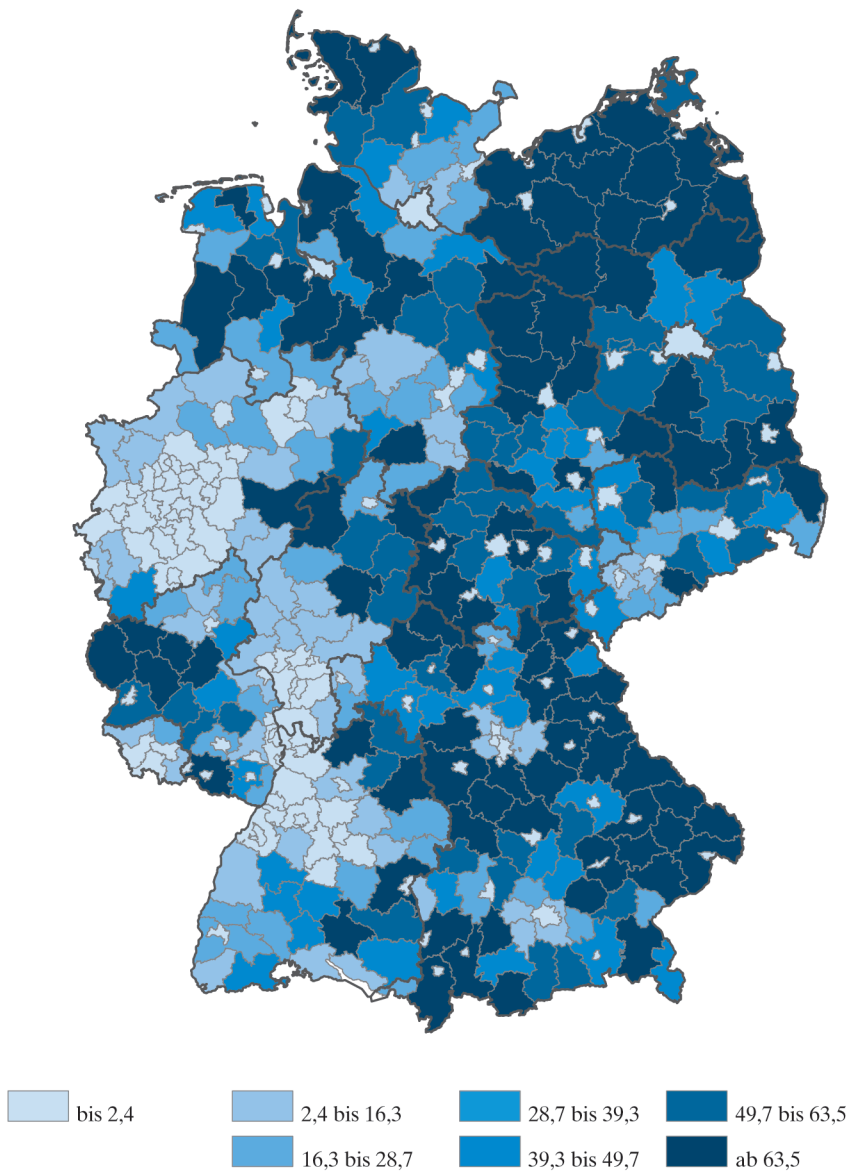 bis 2,4
2,4 bis 16,3
28,7 bis 39,3
49,7 bis 63,5
16,3 bis 28,7
39,3 bis 49,7
ab 63,5